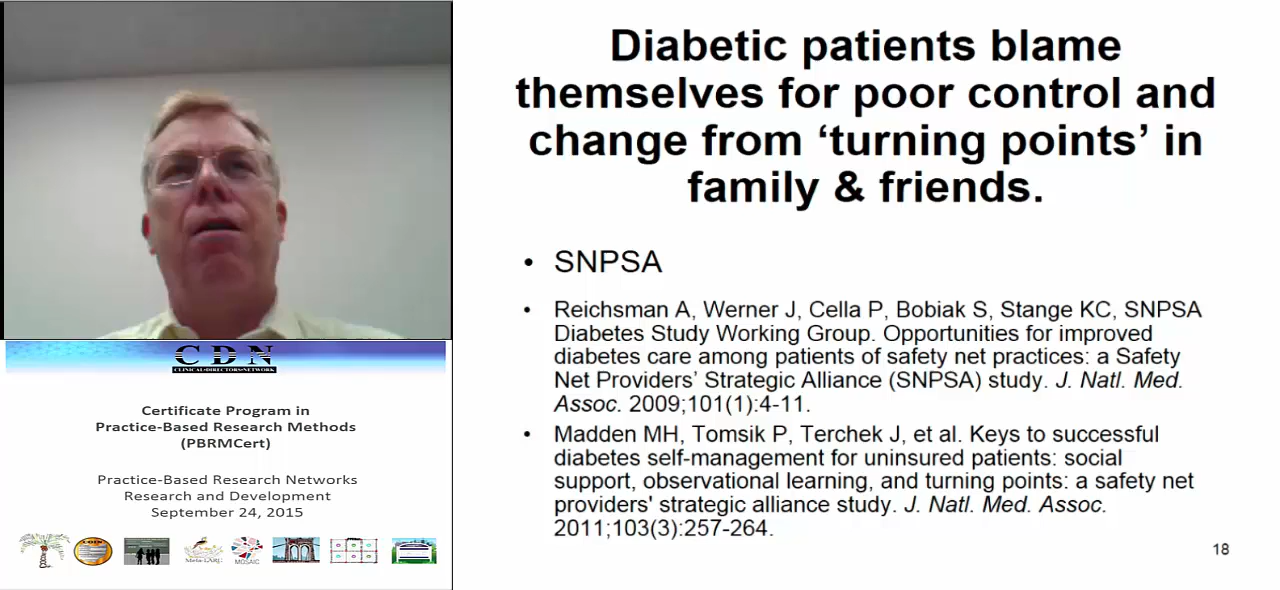 Diabetic patients blame
themselves for poor control and
change from ‘turning points’ in
family & friends.
• SNPSA
• Reichsman A, Werner J, Cella P, Bobiak S, Stange KC, SNPSA
Diabetes Study Working Group. Opportunities for improved
diabetes care among patients of safety net practices: a Safety
Net Providers’ Strategic Alliance (SNPSA) study. J. Natl. Med.
Assoc. 2009;101(1):4-11.
• Madden MH, Tomsik P, Terchek J, et al. Keys to successful
diabetes self-management for uninsured patients: social
support, observational learning, and turning points: a safety net
providers' strategic alliance study. J. Natl. Med. Assoc.
2011;103(3):257-264.
18
CDN
CLINICAL•DIRECTORS•NETWORK
Certificate Program in
Practice-Based Research Methods
(PBRMCert)
Practice-Based Research Networks
Research and Development
September 24, 2015
MOSAIC